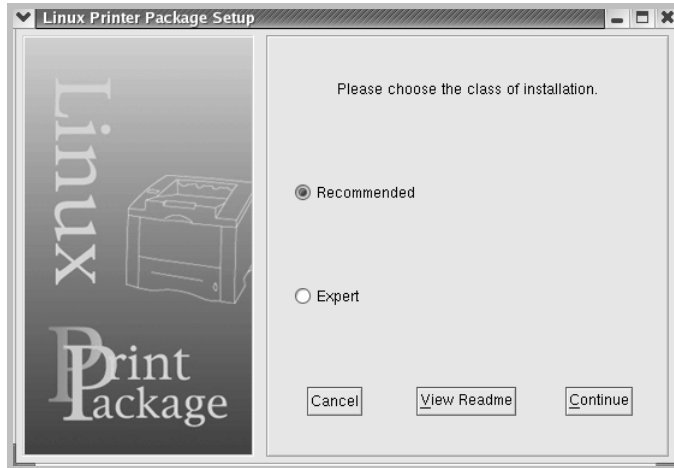 Linux Printer Package Setup
Linux
Print
Package
Please choose the class of installation.
Recommended
Expert
Cancel
View Readme
Continue